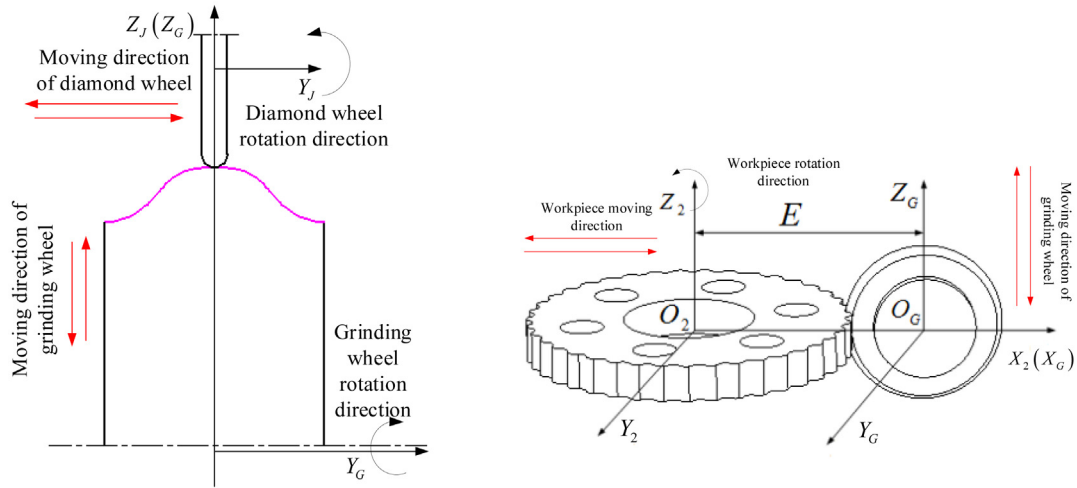 Z_J(Z_G)
Moving direction
of diamond wheel
Y_J
Diamond wheel
rotation direction
Moving direction of
grinding wheel
Grinding
wheel
rotation
direction
Y_G
Workpiece rotation
direction
Workpiece moving
direction
Z_2
E
Z_G
Moving direction of
grinding wheel
O_2
O_G
X_2(X_G)
Y_2
Y_G